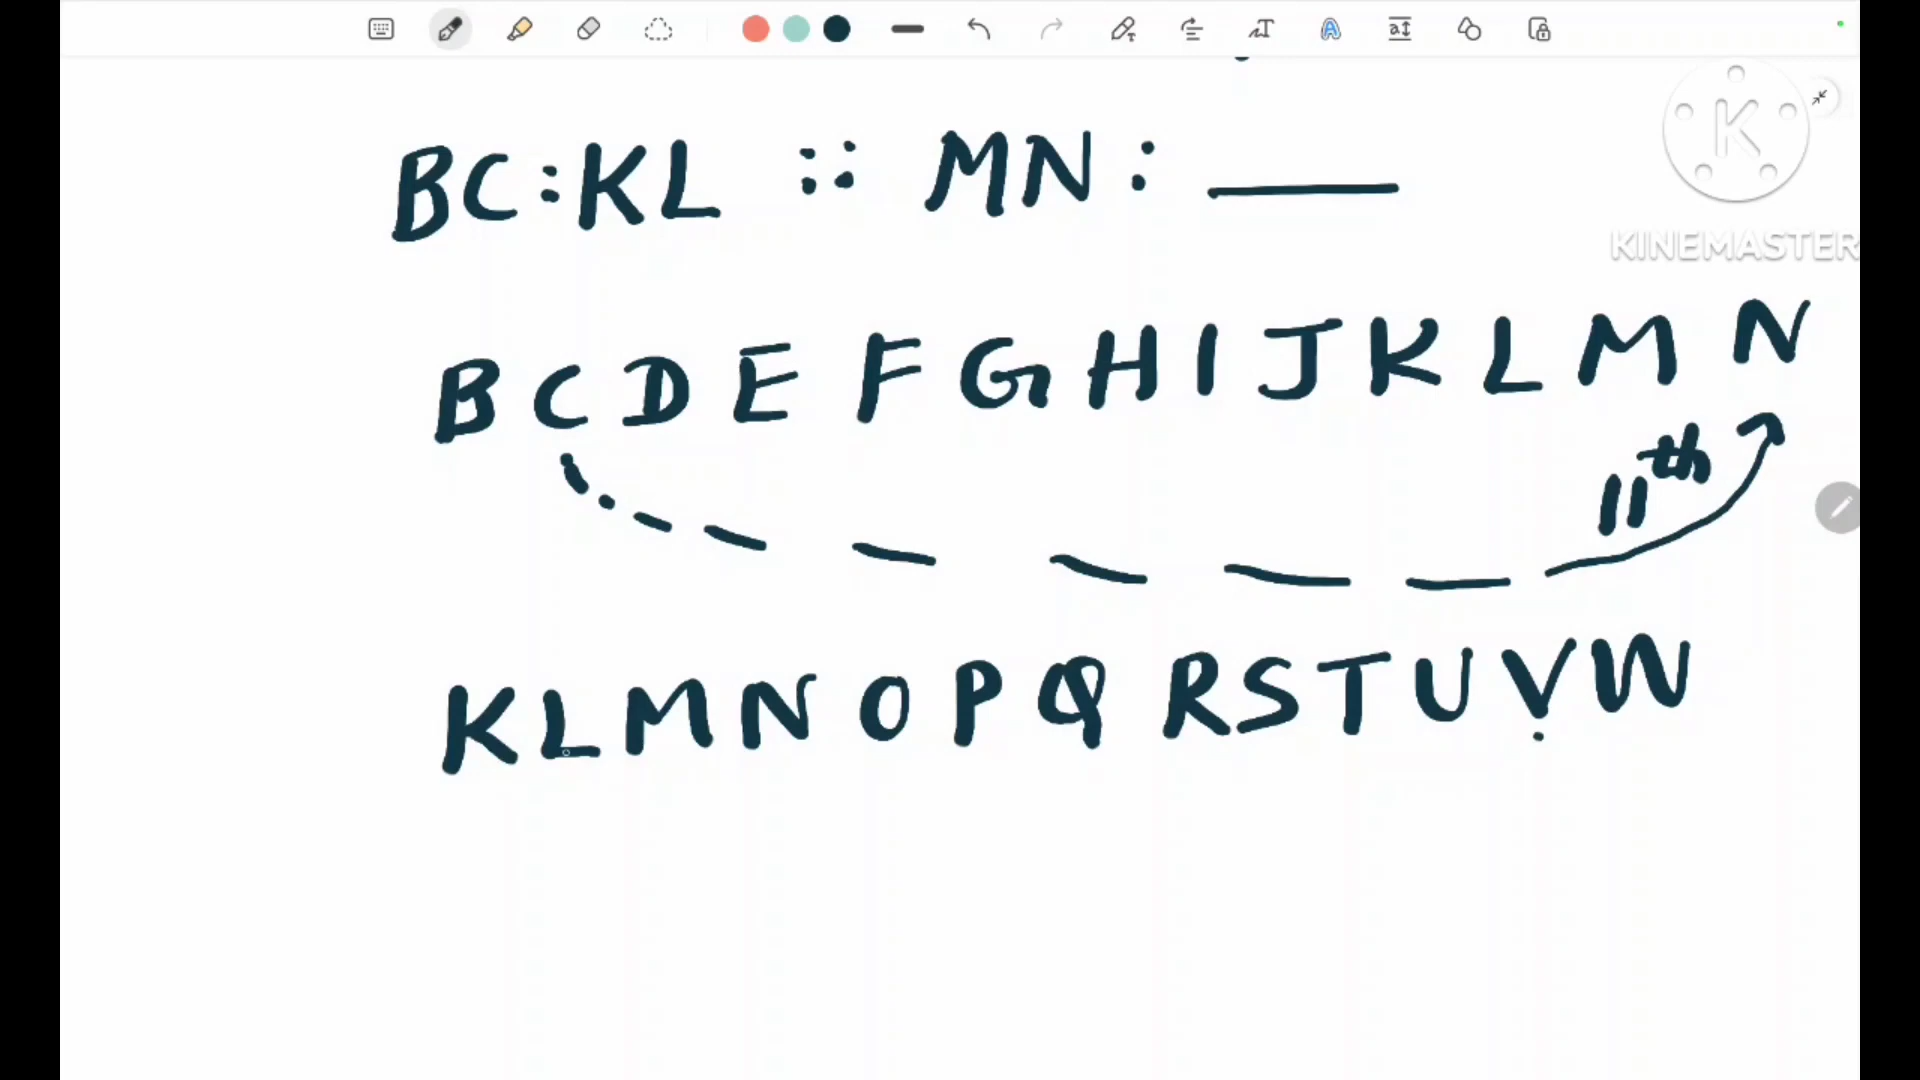 BC:KL :: MN: ____
KINEMASTER
B C D E F G H I J K L M N
11th
K L M N O P Q R S T U V W